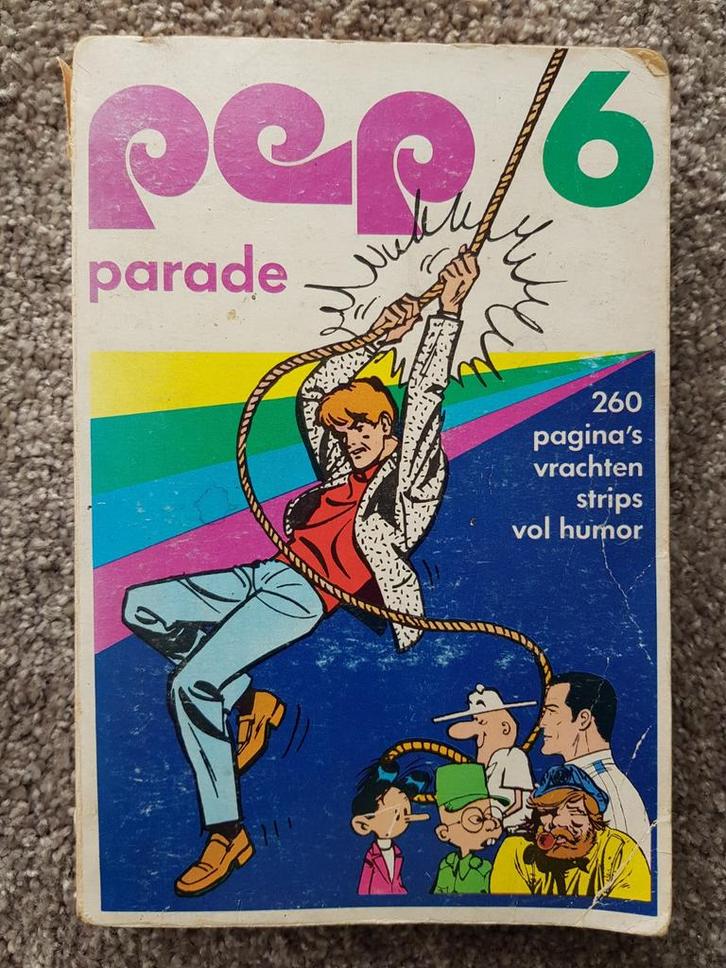 pep 6
parade
260
pagina's
vrachten
strips
vol humor